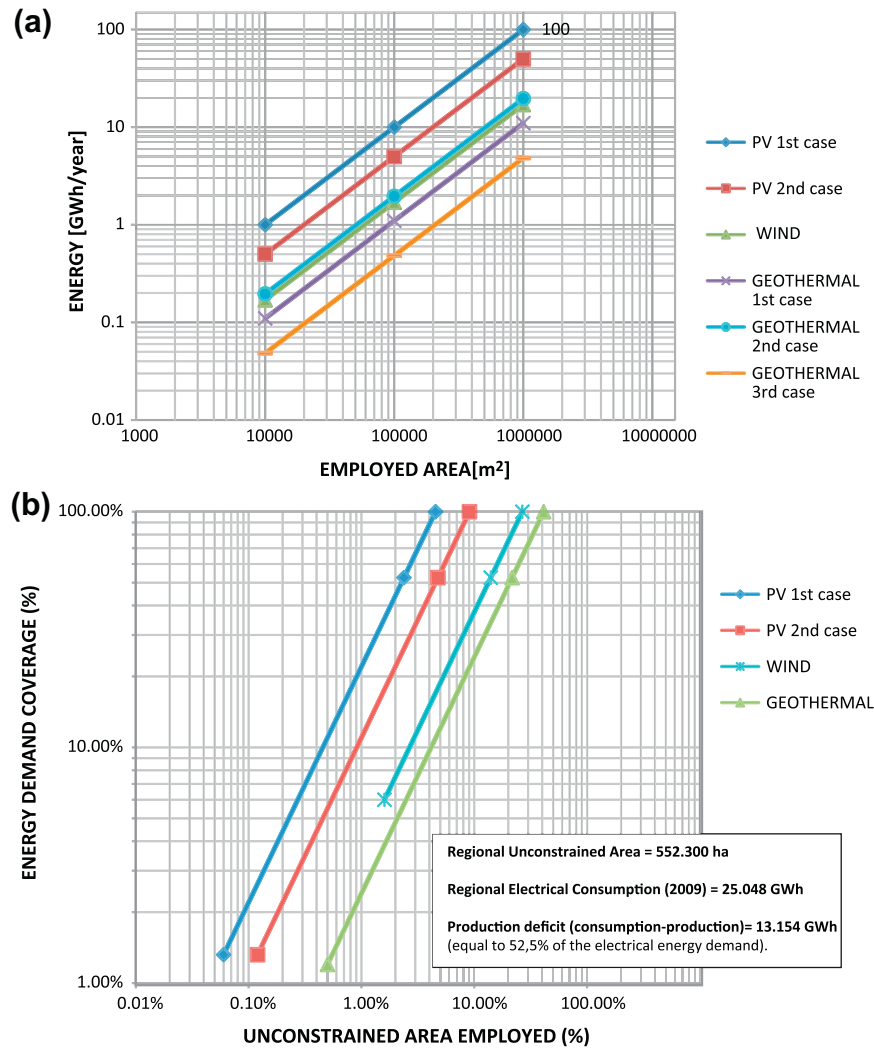 (a)
100
10
1
0.1
0.01
ENERGY [GWh/year]
100
1000
10000
100000
1000000
10000000
EMPLOYED AREA[m²]
PV 1st case
PV 2nd case
WIND
GEOTHERMAL
1st case
GEOTHERMAL
2nd case
GEOTHERMAL
3rd case
(b)
100.00%
10.00%
1.00%
ENERGY DEMAND COVERAGE (%)
0.01%
0.10%
1.00%
10.00%
100.00%
UNCONSTRAINED AREA EMPLOYED (%)
PV 1st case
PV 2nd case
WIND
GEOTHERMAL
Regional Unconstrained Area = 552.300 ha
Regional Electrical Consumption (2009) = 25.048 GWh
Production deficit (consumption-production)= 13.154 GWh
(equal to 52,5% of the electrical energy demand).